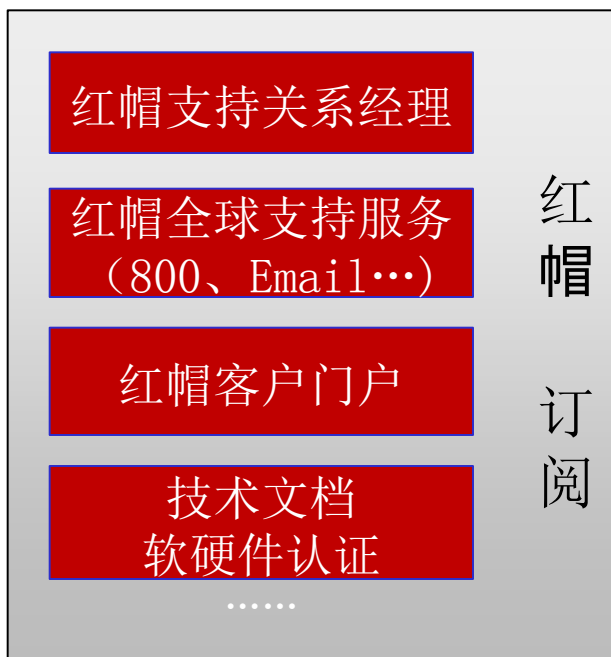 红帽支持关系经理
红帽全球支持服务
（800、Email…）
红帽客户门户
技术文档
软硬件认证
……
红帽
订阅